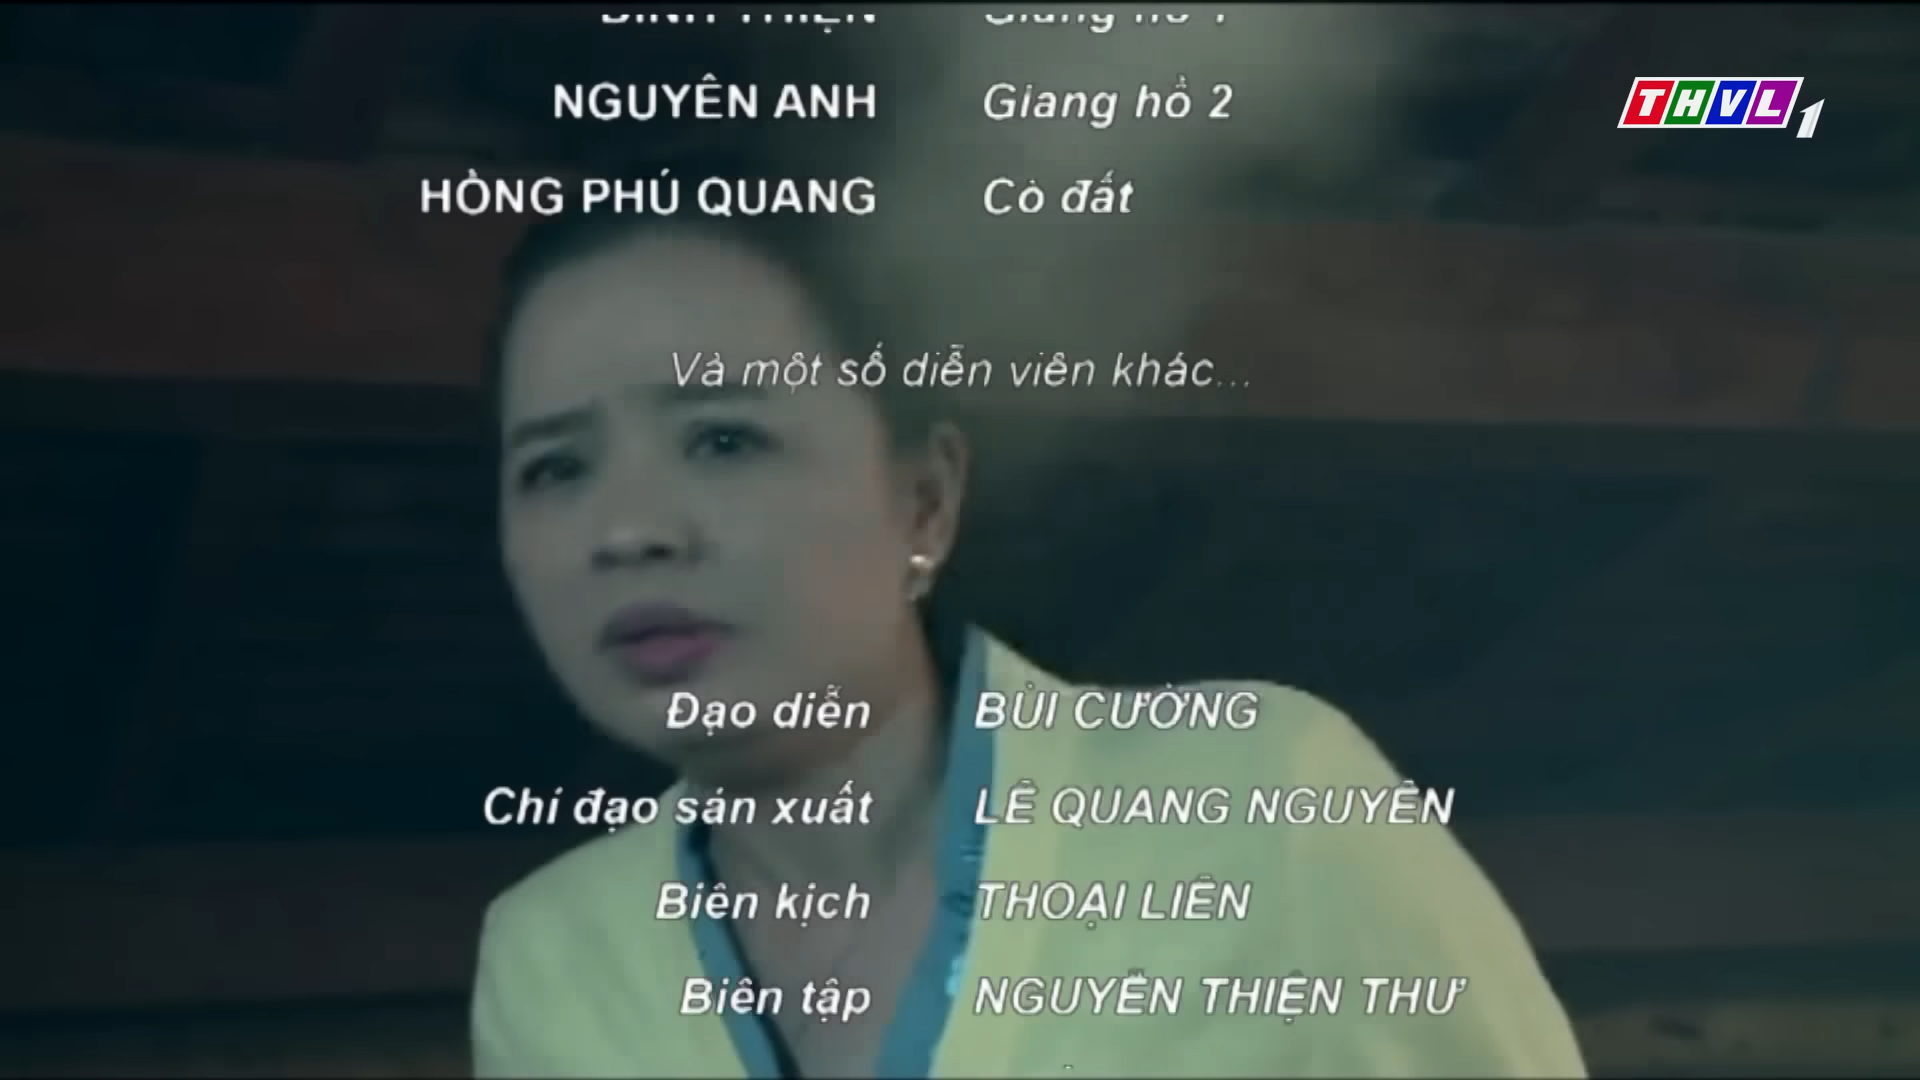 NGUYÊN ANH Giang hồ 2
THVL1
HỒNG PHÚ QUANG Cò đất
Và một số diễn viên khác...
Đạo diễn BÙI CƯỜNG
Chỉ đạo sản xuất LÊ QUANG NGUYÊN
Biên kịch THOẠI LIÊN
Biên tập NGUYỄN THIỆN THƯ